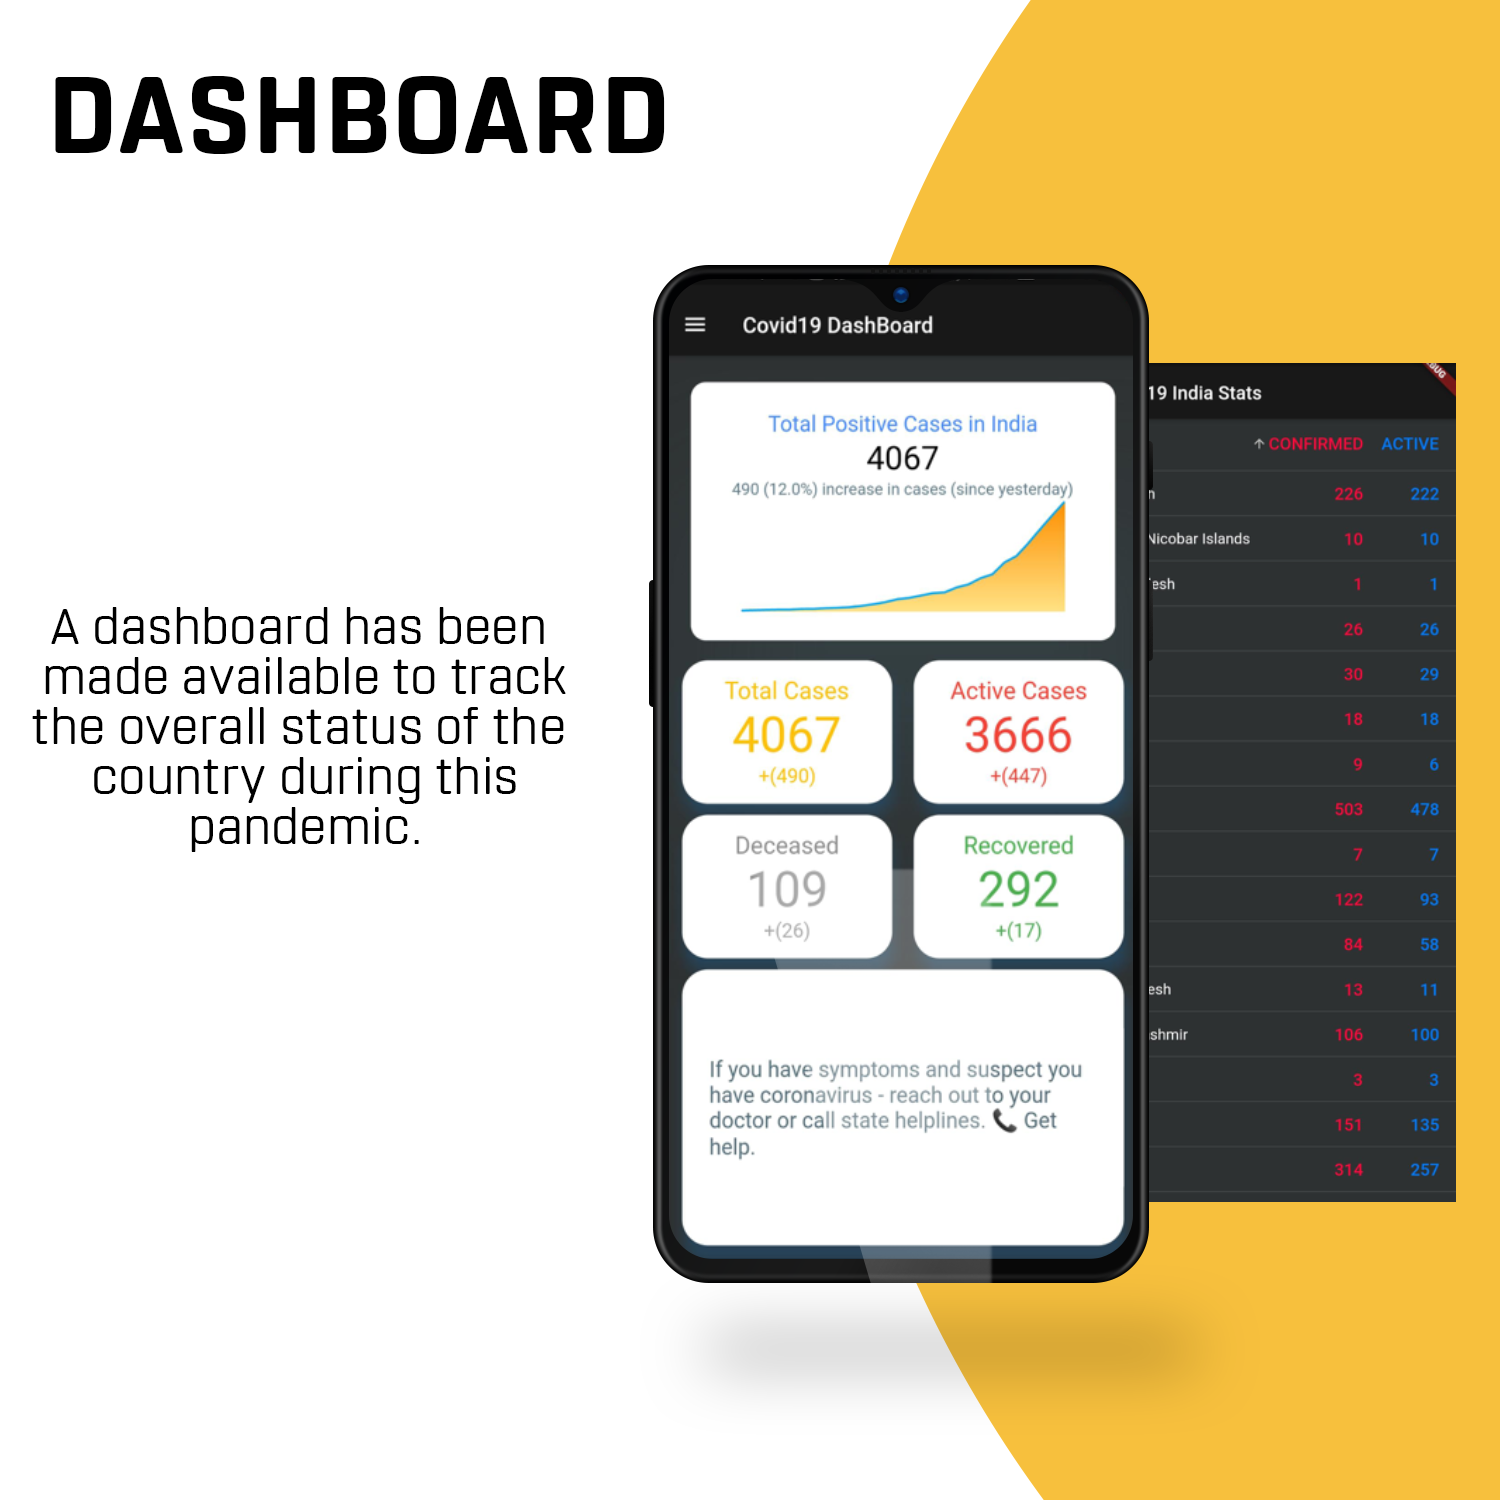 DASHBOARD
A dashboard has been
made available to track
the overall status of the
country during this
pandemic.
Covid19 DashBoard
Total Positive Cases in India
4067
490 (12.0%) increase in cases (since yesterday)
Total Cases
4067
+(490)
Active Cases
3666
+(447)
Deceased
109
+(26)
Recovered
292
+(17)
If you have symptoms and suspect you
have coronavirus - reach out to your
doctor or call state helplines. 📞 Get
help.
19 India Stats
↑ CONFIRMED ACTIVE
226 222
Nicobar Islands 10 10
1 1
26 26
30 29
18 18
9 6
503 478
7 7
122 93
84 58
esh 13 11
shmir 106 100
3 3
151 135
314 257